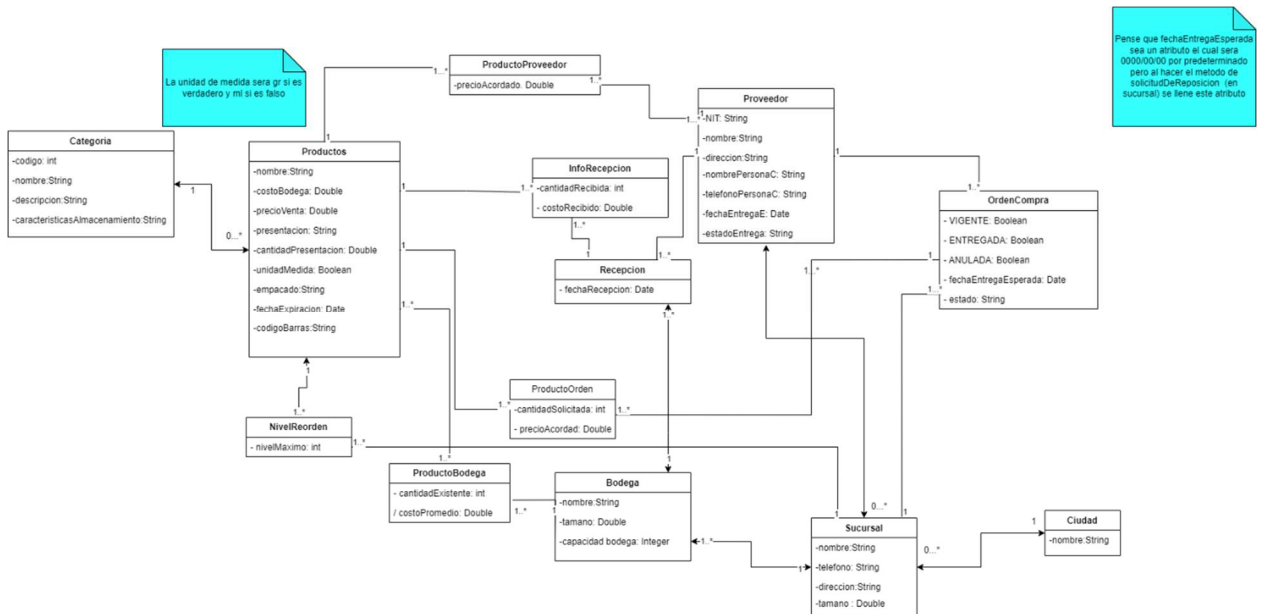 La unidad de medida sera gr si es
verdadero y ml si es falso
Pense que fechaEntregaEsperada
sea un atributo el cual sera
0000/00/00 por predeterminado
pero al hacer el metodo de
solicitudDeReposicion (en
sucursal) se llene este atributo
ProductoProveedor
-precioAcordado. Double
1..*
1..*
1
1
1...*
Proveedor
-NIT: String
-nombre:String
-direccion:String
-nombrePersonaC: String
-telefonoPersonaC: String
-fechaEntregaE: Date
-estadoEntrega: String
1
1
Categoria
-codigo: int
-nombre:String
-descripcion:String
-caracteristicasAlmacenamiento:String
1
0...*
Productos
-nombre:String
-costoBodega: Double
-precioVenta: Double
-presentacion: String
-cantidadPresentacion: Double
-unidadMedida: Boolean
-empacado:String
-fechaExpiracion: Date
-codigoBarras:String
1
1
1..*
1
InfoRecepcion
-cantidadRecibida: int
- costoRecibido: Double
1..*
1..*
1
Recepcion
- fechaRecepcion: Date
1..*
1..*
1..*
OrdenCompra
- VIGENTE: Boolean
- ENTREGADA: Boolean
- ANULADA: Boolean
- fechaEntregaEsperada: Date
- estado: String
1
1...*
1..*
ProductoOrden
-cantidadSolicitada: int
- precioAcordad: Double
1..*
1..*
1..*
NivelReorden
- nivelMaximo: int
1..*
1..*
ProductoBodega
- cantidadExistente: int
/ costoPromedio: Double
1..*
1
1
Bodega
-nombre:String
-tamano: Double
-capacidad bodega: Integer
1..*
1
1
0...*
1
Sucursal
-nombre:String
-telefono: String
-direccion:String
-tamano : Double
0...*
1
Ciudad
-nombre:String